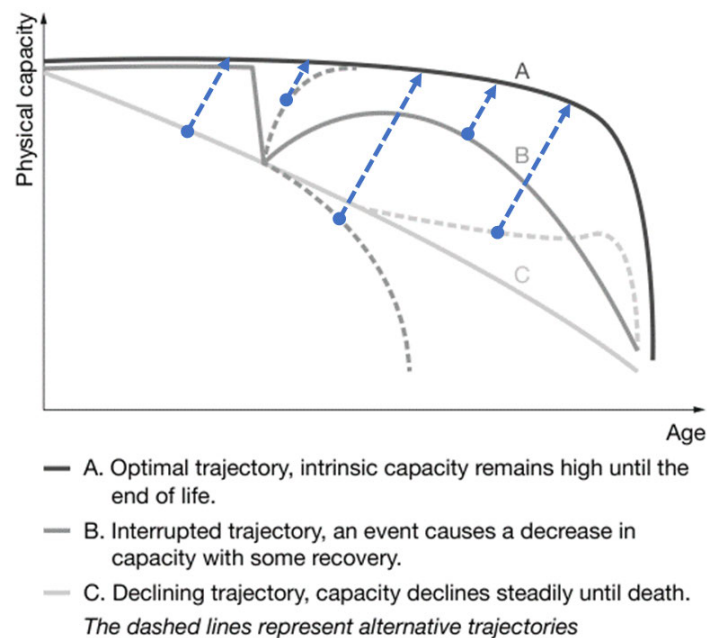 Physical capacity
A
B
C
Age
A. Optimal trajectory, intrinsic capacity remains high until the
end of life.
B. Interrupted trajectory, an event causes a decrease in
capacity with some recovery.
C. Declining trajectory, capacity declines steadily until death.
The dashed lines represent alternative trajectories